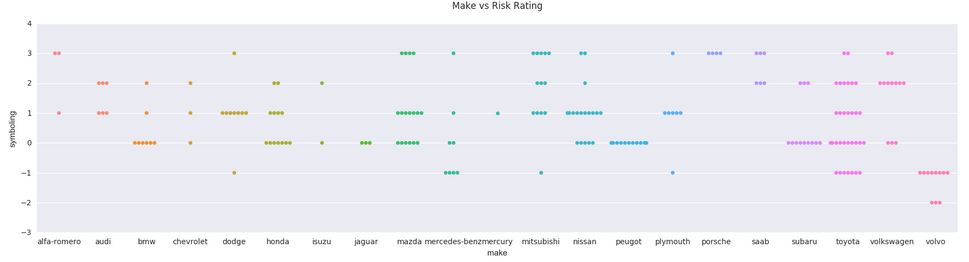 Make vs Risk Rating
symboling
4
3
2
1
0
−1
−2
−3
alfa-romero audi bmw chevrolet dodge honda isuzu jaguar mazda mercedes-benz mercury mitsubishi nissan peugot plymouth porsche saab subaru toyota volkswagen volvo
make